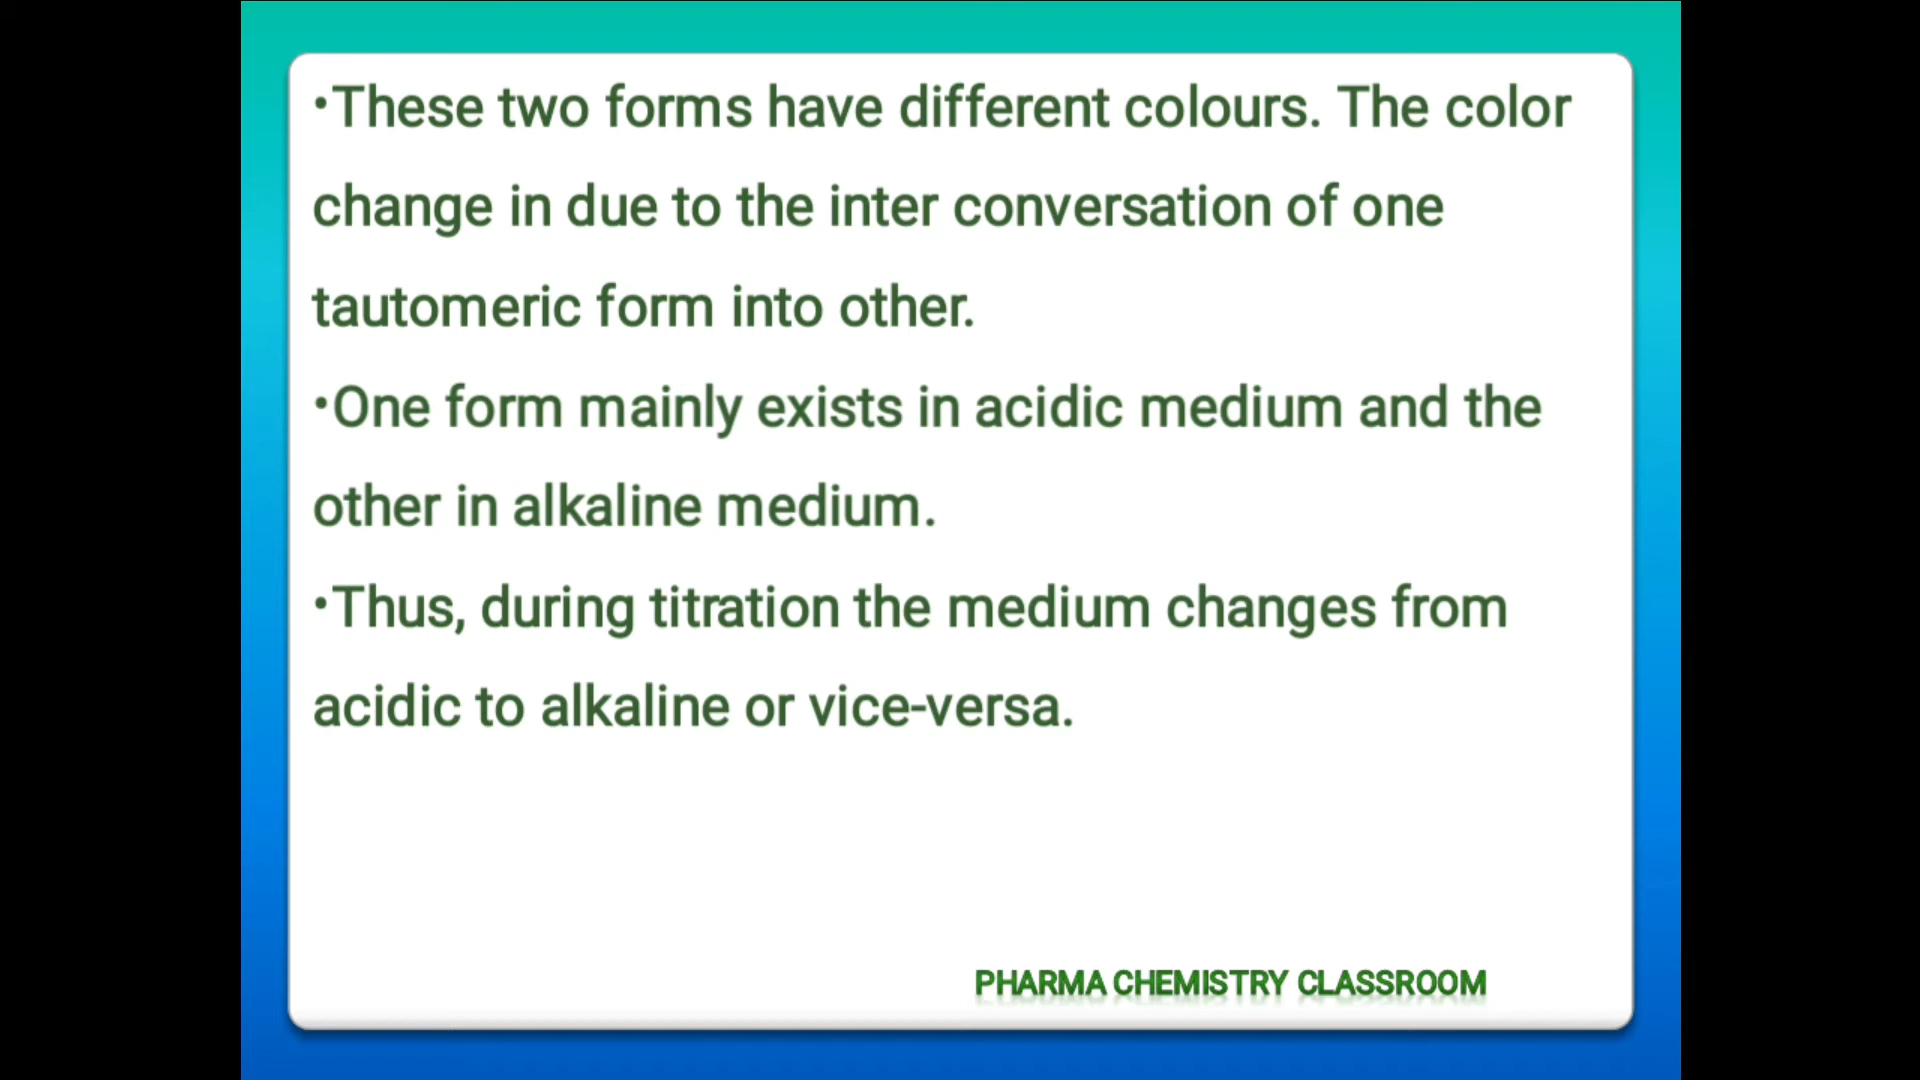 •These two forms have different colours. The color
change in due to the inter conversation of one
tautomeric form into other.
•One form mainly exists in acidic medium and the
other in alkaline medium.
•Thus, during titration the medium changes from
acidic to alkaline or vice-versa.
PHARMA CHEMISTRY CLASSROOM